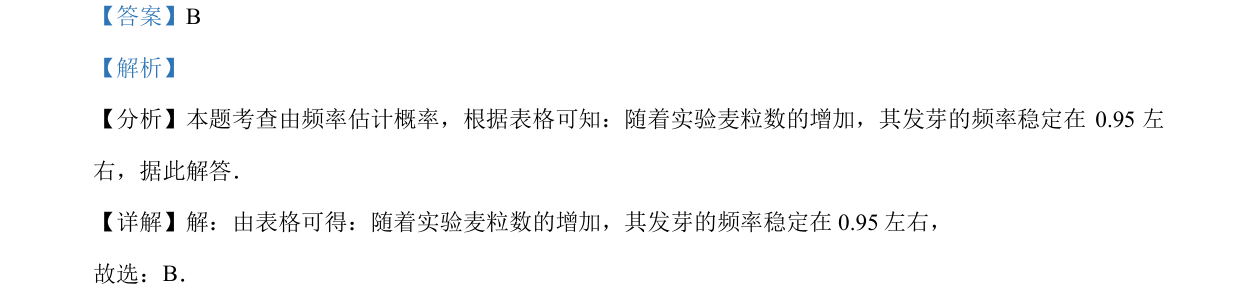 【答案】B
【解析】
【分析】本题考查由频率估计概率，根据表格可知：随着实验麦粒数的增加，其发芽的频率稳定在 0.95 左
右，据此解答．
【详解】解：由表格可得：随着实验麦粒数的增加，其发芽的频率稳定在 0.95 左右，
故选：B．